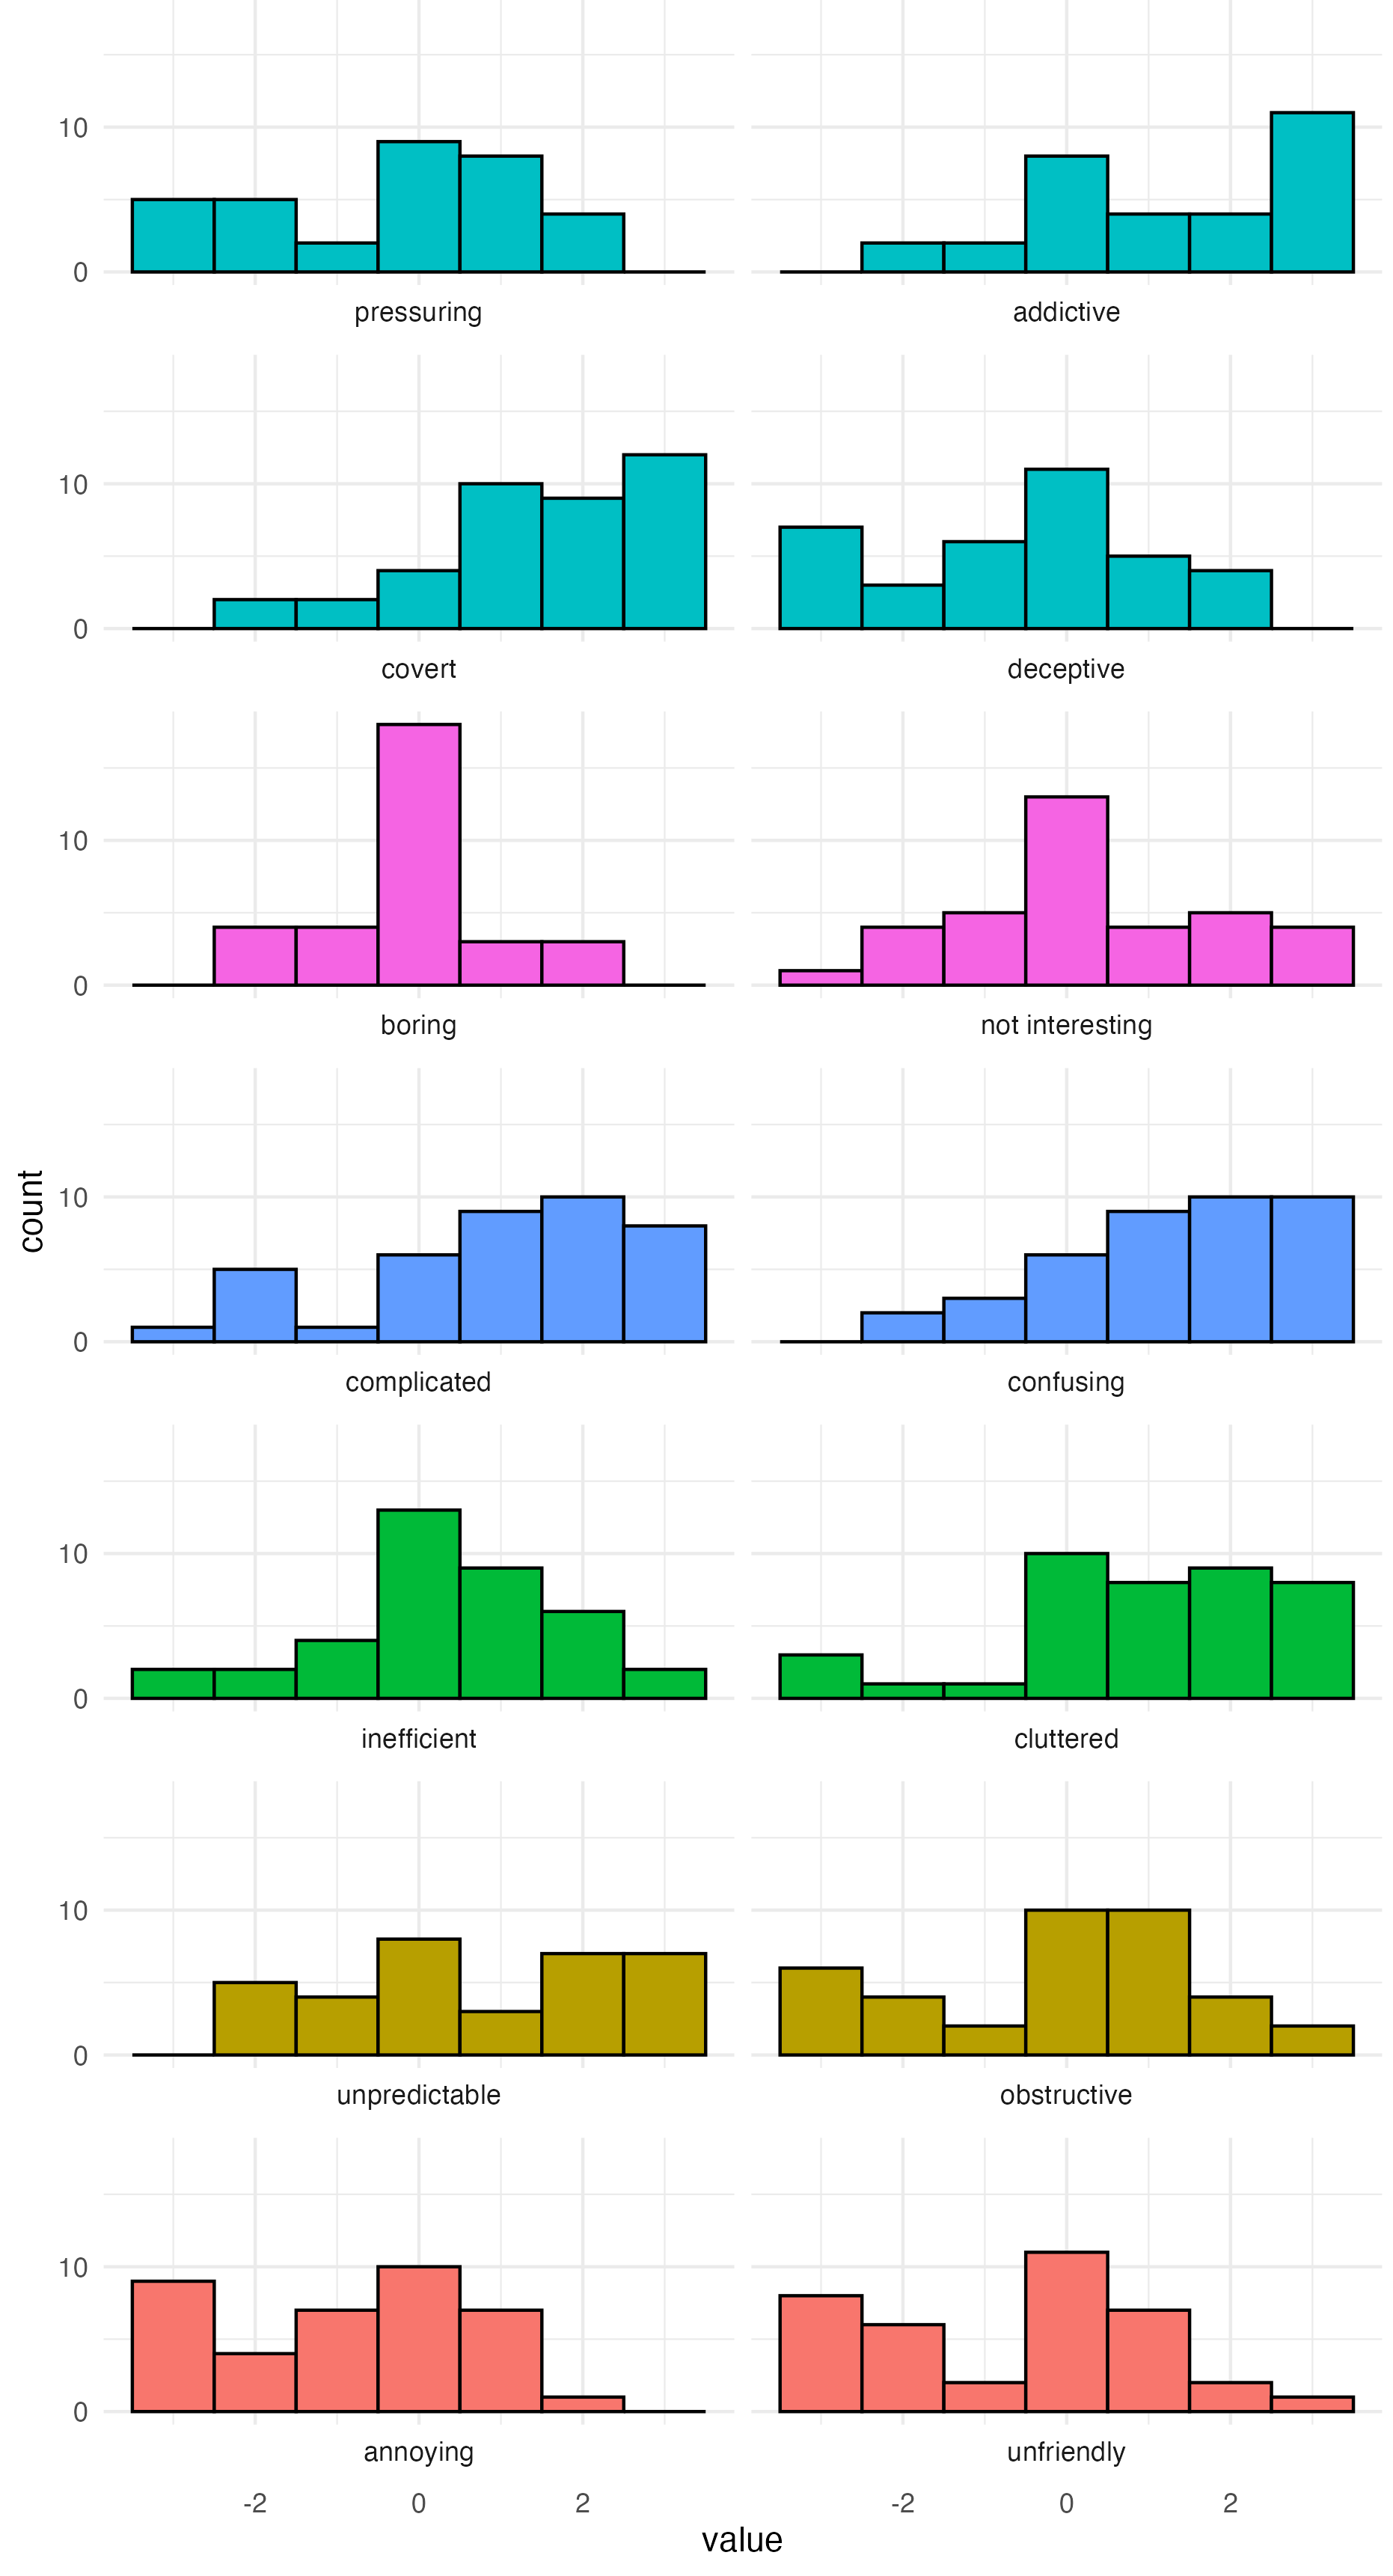 10
0
pressuring
addictive
10
0
covert
deceptive
10
0
boring
not interesting
count
10
0
complicated
confusing
10
0
inefficient
cluttered
10
0
unpredictable
obstructive
10
0
annoying
unfriendly
-2 0 2
-2 0 2
value